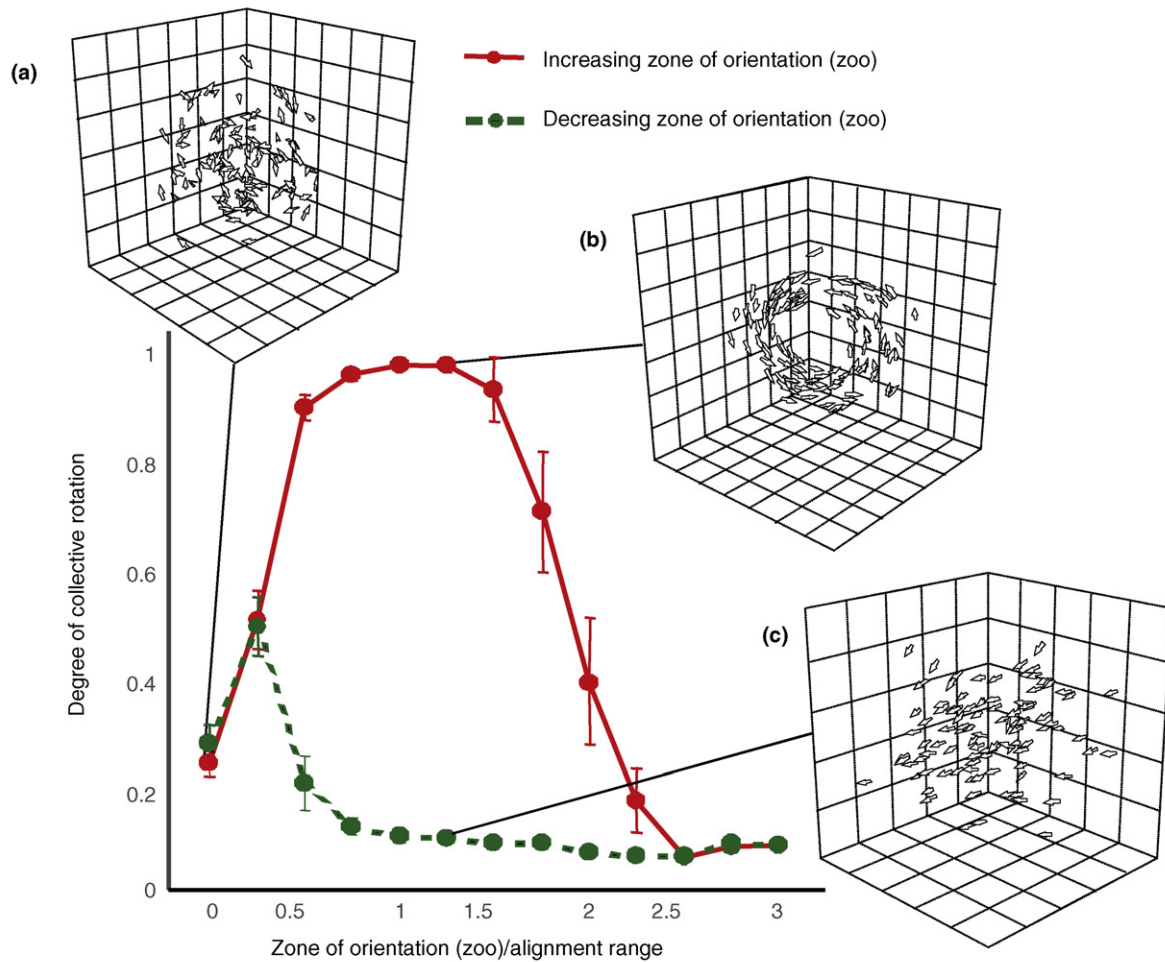 (a)
Increasing zone of orientation (zoo)
Decreasing zone of orientation (zoo)
(b)
(c)
Degree of collective rotation
1
0.8
0.6
0.4
0.2
0
0 0.5 1 1.5 2 2.5 3
Zone of orientation (zoo)/alignment range